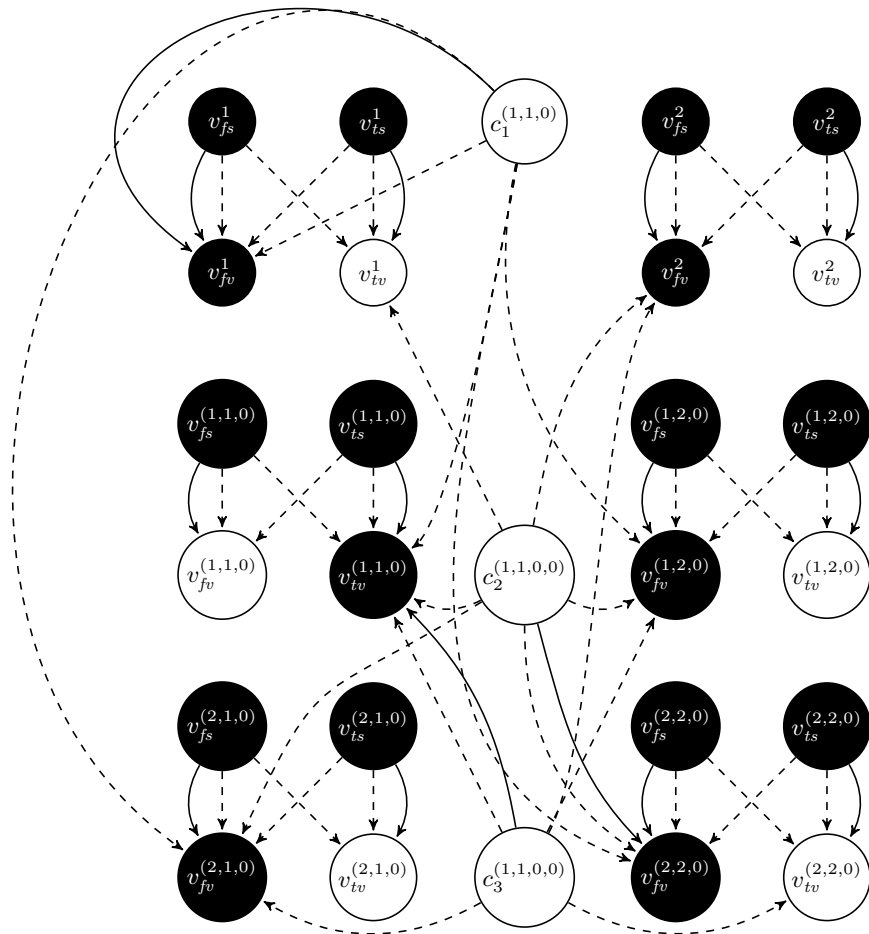 v_{fs}^{1} v_{ts}^{1} c_{1}^{(1,1,0)} v_{fs}^{2} v_{ts}^{2}
v_{fv}^{1} v_{tv}^{1} v_{fv}^{2} v_{tv}^{2}
v_{fs}^{(1,1,0)} v_{ts}^{(1,1,0)} v_{fs}^{(1,2,0)} v_{ts}^{(1,2,0)}
v_{fv}^{(1,1,0)} v_{tv}^{(1,1,0)} c_{2}^{(1,1,0,0)} v_{fv}^{(1,2,0)} v_{tv}^{(1,2,0)}
v_{fs}^{(2,1,0)} v_{ts}^{(2,1,0)} v_{fs}^{(2,2,0)} v_{ts}^{(2,2,0)}
v_{fv}^{(2,1,0)} v_{tv}^{(2,1,0)} c_{3}^{(1,1,0,0)} v_{fv}^{(2,2,0)} v_{tv}^{(2,2,0)}